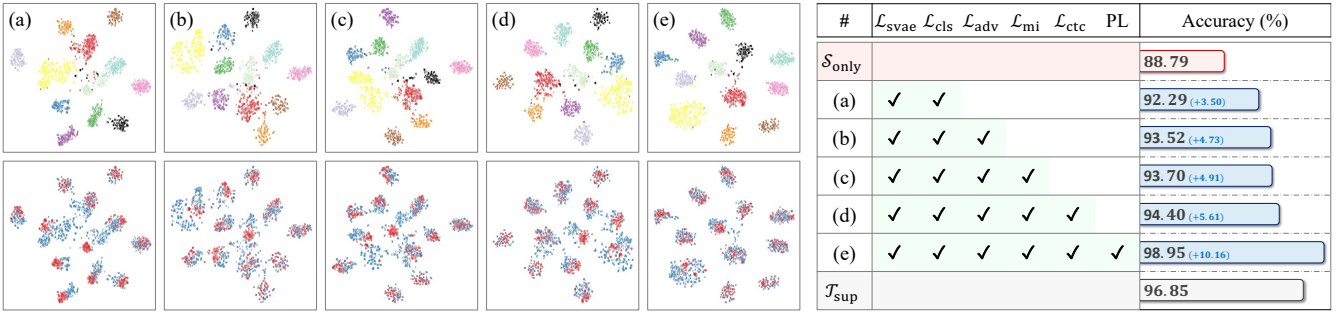 (a) (b) (c) (d) (e)
# ℒsvae ℒcls ℒadv ℒmi ℒctc PL Accuracy (%)
𝒮only 88.79
(a) ✓ ✓ 92.29 (+3.50)
(b) ✓ ✓ ✓ 93.52 (+4.73)
(c) ✓ ✓ ✓ ✓ 93.70 (+4.91)
(d) ✓ ✓ ✓ ✓ ✓ 94.40 (+5.61)
(e) ✓ ✓ ✓ ✓ ✓ ✓ 98.95 (+10.16)
𝒯sup 96.85